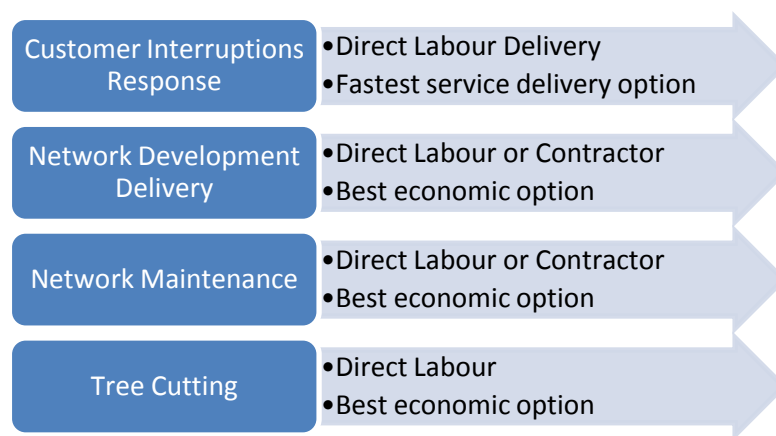 Customer Interruptions
Response
•Direct Labour Delivery
•Fastest service delivery option
Network Development
Delivery
•Direct Labour or Contractor
•Best economic option
Network Maintenance
•Direct Labour or Contractor
•Best economic option
Tree Cutting
•Direct Labour
•Best economic option